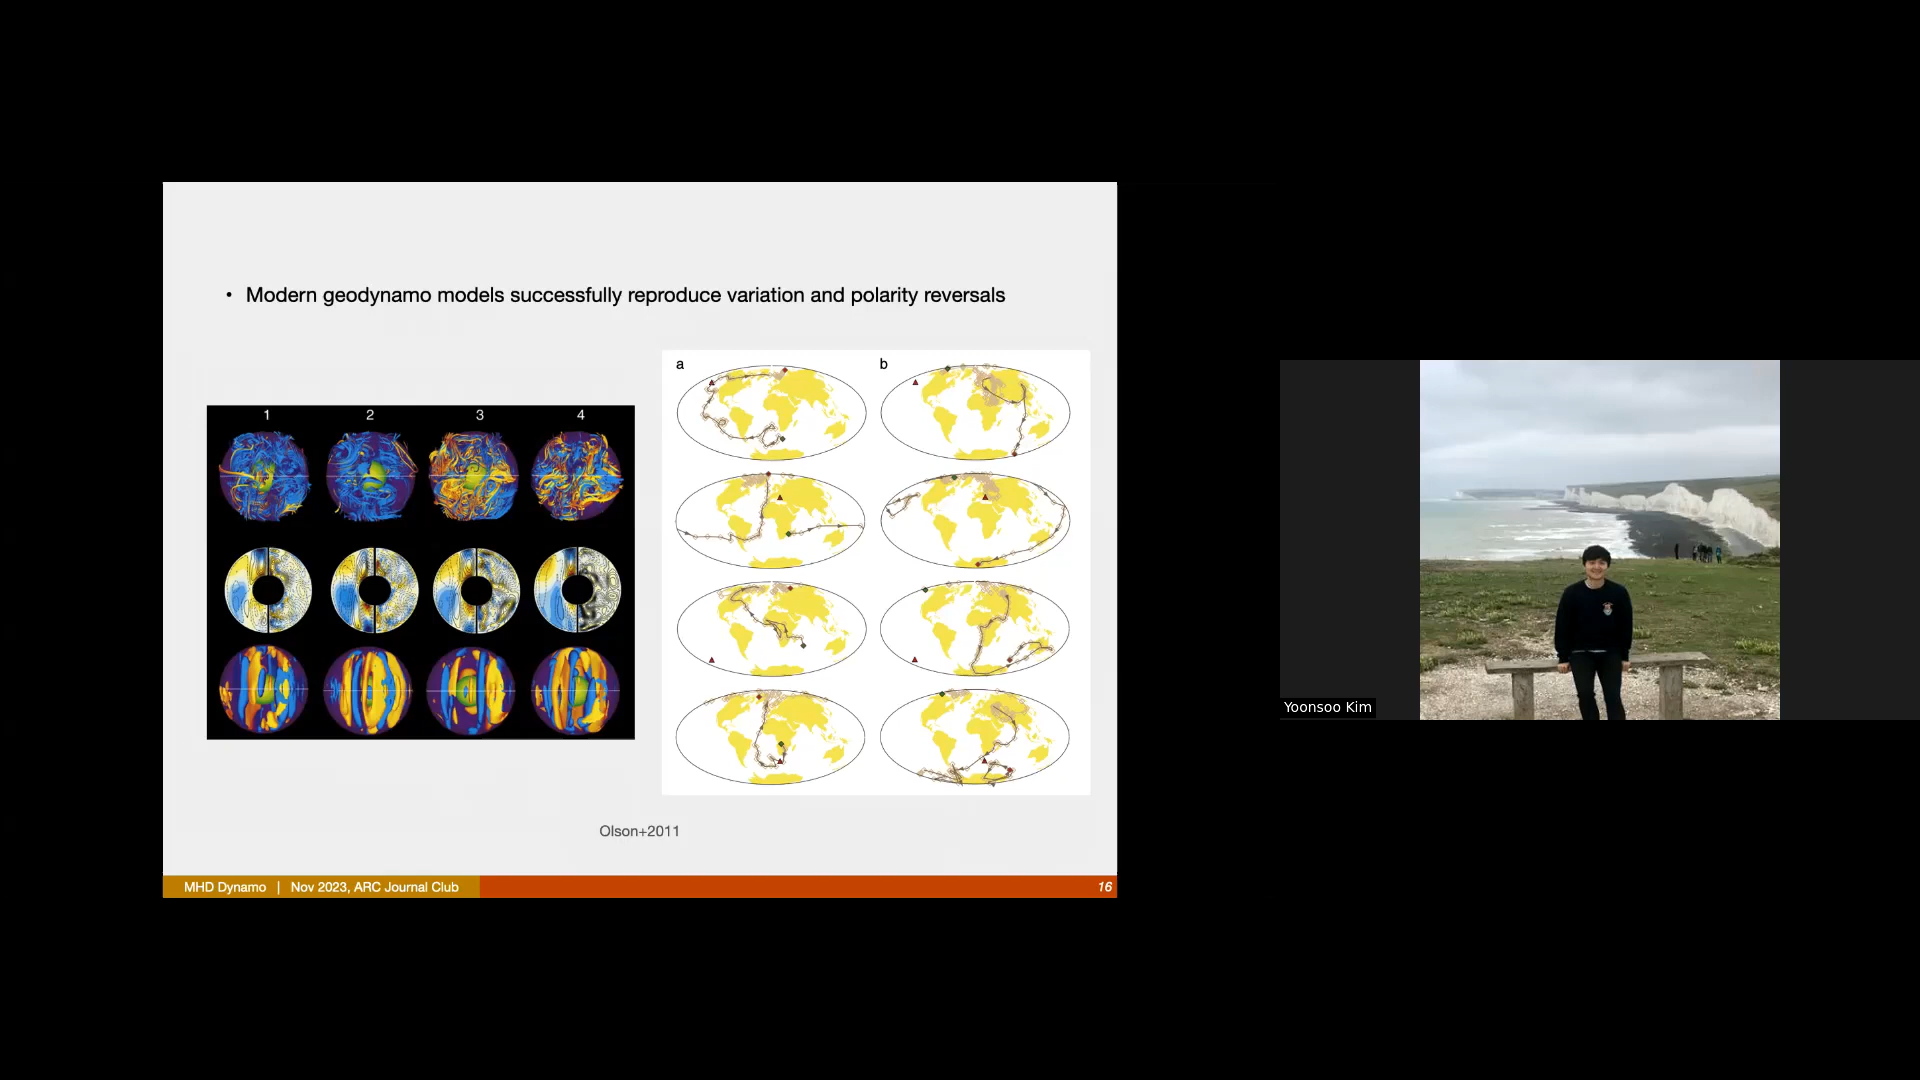 • Modern geodynamo models successfully reproduce variation and polarity reversals
a
b
1 2 3 4
Olson+2011
MHD Dynamo | Nov 2023, ARC Journal Club
16
Yoonsoo Kim